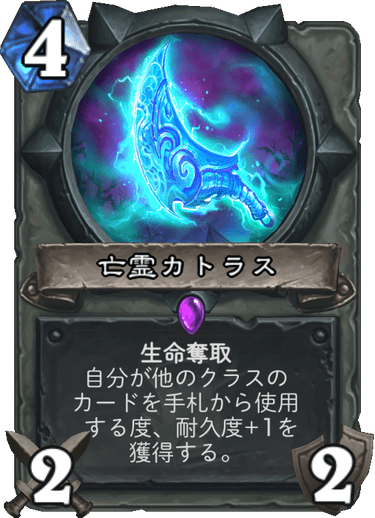 4
亡霊カトラス
生命奪取
自分が他のクラスの
カードを手札から使用
する度、耐久度+1を
獲得する。
2
2